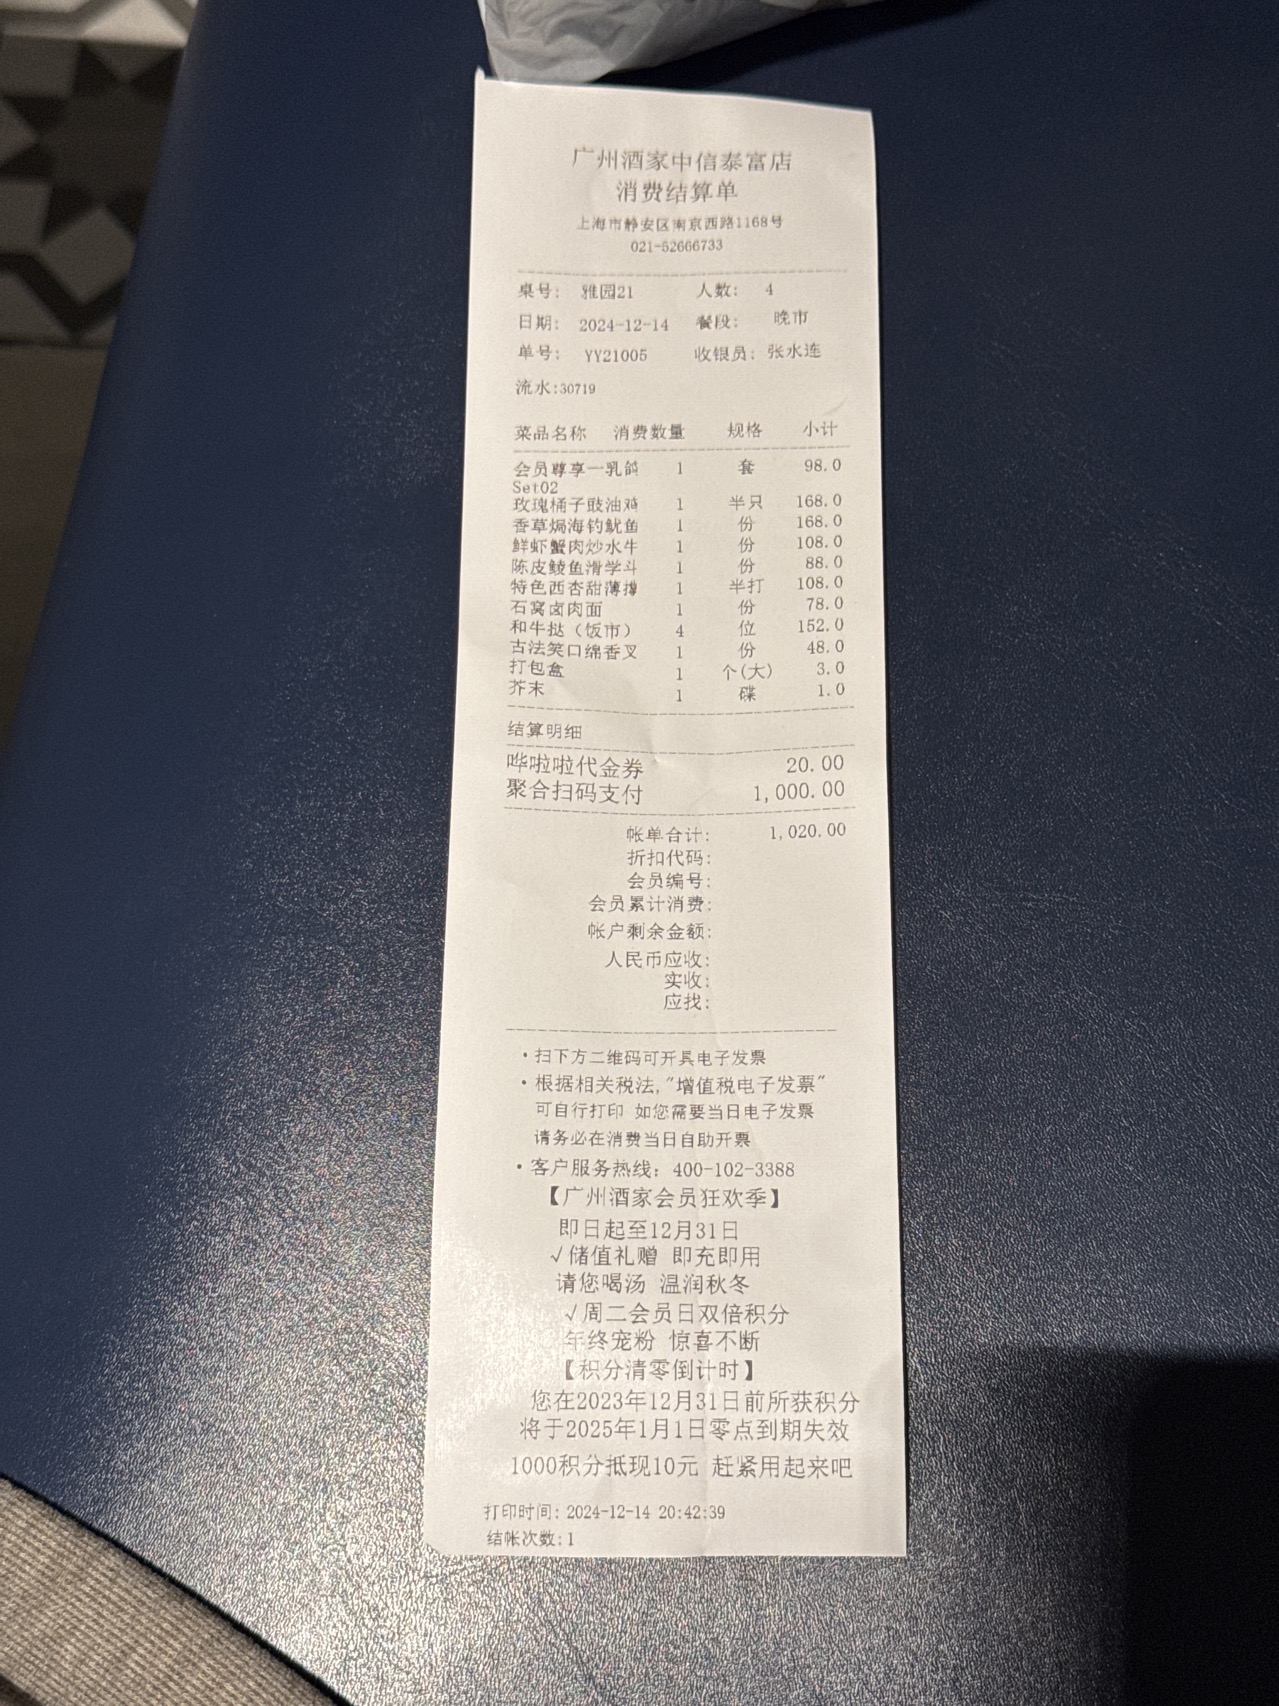 广州酒家中信泰富店
消费结算单
上海市静安区南京西路1168号
021-52666733
桌号: 雅园21 人数: 4
日期: 2024-12-14 餐段: 晚市
单号: YY21005 收银员: 张水连
流水:30719
菜品名称 消费数量 规格 小计
会员尊享一乳鸽 1 套 98.0
Set02
玫瑰桶子豉油鸡 1 半只 168.0
香草焗海钓鱿鱼 1 份 168.0
鲜虾蟹肉炒水牛 1 份 108.0
陈皮鲮鱼滑学斗 1 份 88.0
特色西杏甜薄撑 1 半打 108.0
石窝卤肉面 1 份 78.0
和牛挞（饭市） 4 位 152.0
古法笑口绵香叉 1 份 48.0
打包盒 1 个(大) 3.0
芥末 1 碟 1.0
结算明细
哗啦啦代金券 20.00
聚合扫码支付 1,000.00
帐单合计: 1,020.00
折扣代码:
会员编号:
会员累计消费:
帐户剩余金额:
人民币应收:
实收:
应找:
·扫下方二维码可开具电子发票
·根据相关税法,"增值税电子发票"
可自行打印 如您需要当日电子发票
请务必在消费当日自助开票
·客户服务热线: 400-102-3388
【广州酒家会员狂欢季】
即日起至12月31日
√储值礼赠 即充即用
请您喝汤 温润秋冬
√周二会员日双倍积分
年终宠粉 惊喜不断
【积分清零倒计时】
您在2023年12月31日前所获积分
将于2025年1月1日零点到期失效
1000积分抵现10元 赶紧用起来吧
打印时间: 2024-12-14 20:42:39
结帐次数:1